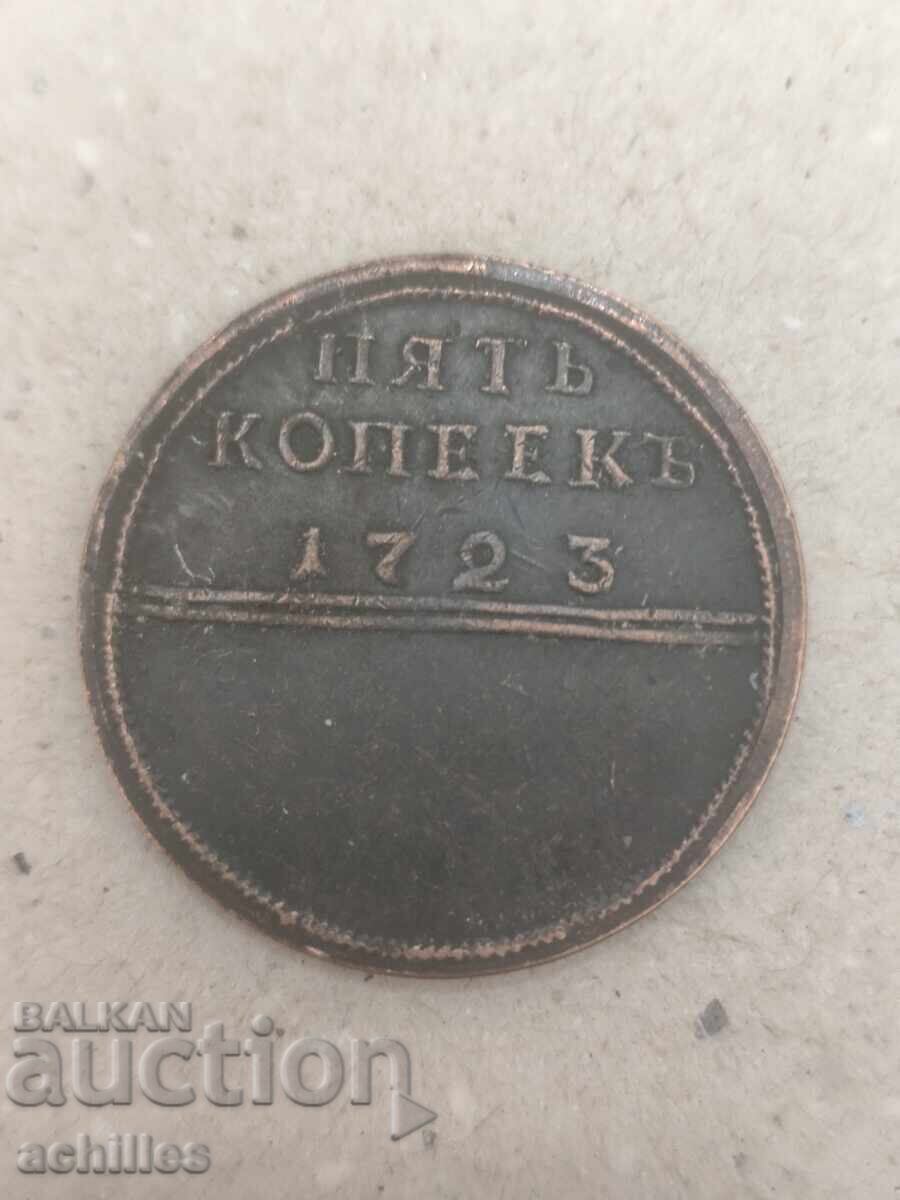 ПЯТЬ
КОПЕЕКЪ
1723
BALKAN
auction
achilles